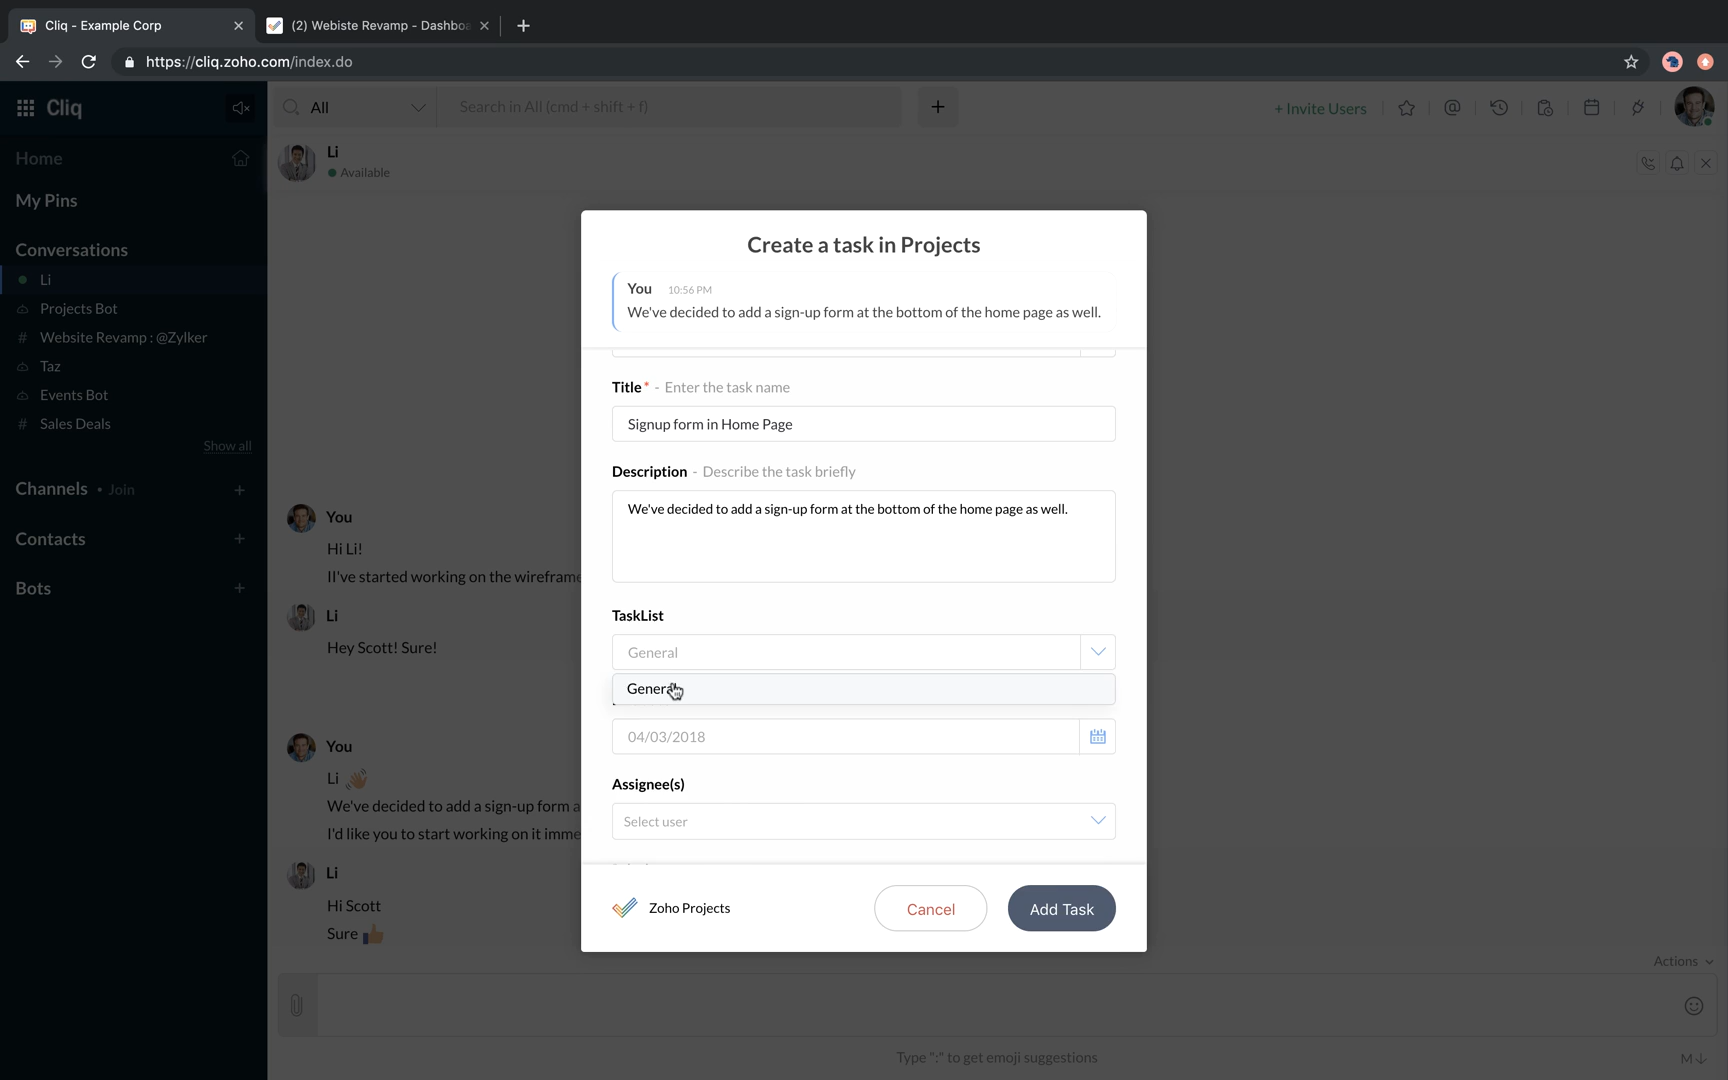 Cliq - Example Corp
(2) Webiste Revamp - Dashboa
https://cliq.zoho.com/index.do
Cliq
All
Search in All (cmd + shift + f)
+ Invite Users
Home
My Pins
Conversations
Li
Projects Bot
# Website Revamp : @Zylker
Taz
Events Bot
# Sales Deals
Show all
Channels • Join
Contacts
Bots
Li
Available
You
Hi Li!
II've started working on the wireframe
Li
Hey Scott! Sure!
You
Li
We've decided to add a sign-up form a
I'd like you to start working on it imme
Li
Hi Scott
Sure
Create a task in Projects
You 10:56 PM
We've decided to add a sign-up form at the bottom of the home page as well.
Title* - Enter the task name
Signup form in Home Page
Description - Describe the task briefly
We've decided to add a sign-up form at the bottom of the home page as well.
TaskList
General
General
04/03/2018
Assignee(s)
Select user
Zoho Projects
Cancel
Add Task
Actions
Type ":" to get emoji suggestions
M↓